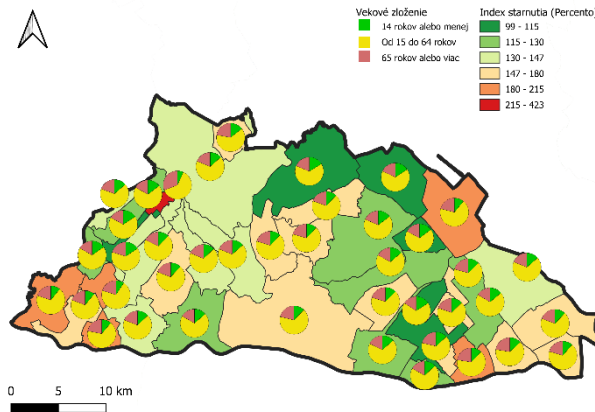 Vekové zloženie
14 rokov alebo menej
Od 15 do 64 rokov
65 rokov alebo viac
Index starnutia (Percento)
99 - 115
115 - 130
130 - 147
147 - 180
180 - 215
215 - 423
0 5 10 km